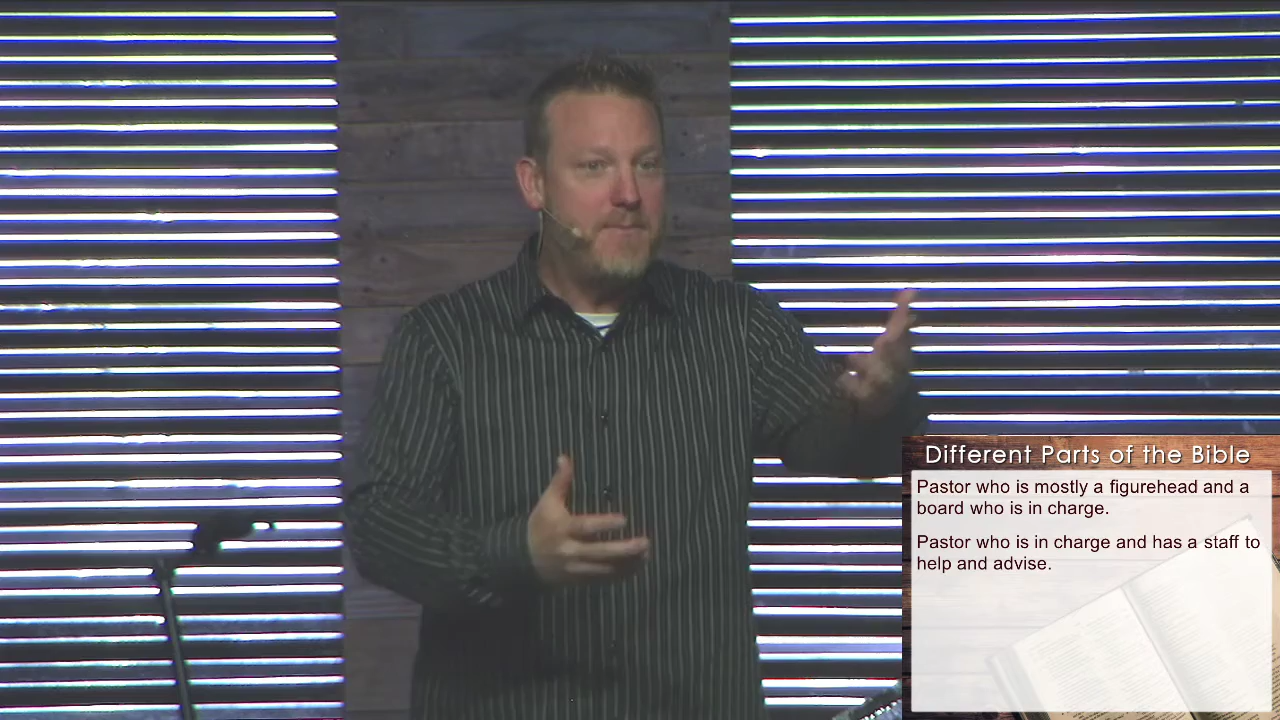 Different Parts of the Bible
Pastor who is mostly a figurehead and a
board who is in charge.
Pastor who is in charge and has a staff to
help and advise.